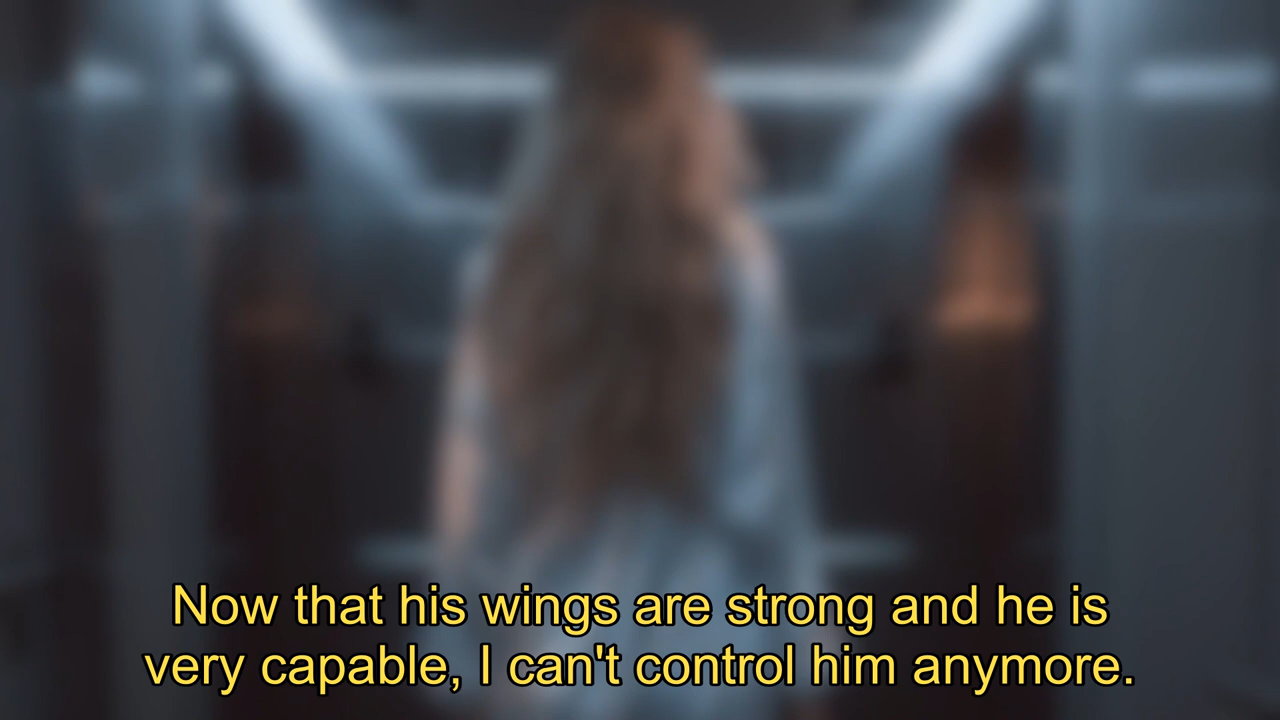 Now that his wings are strong and he is
very capable, I can't control him anymore.